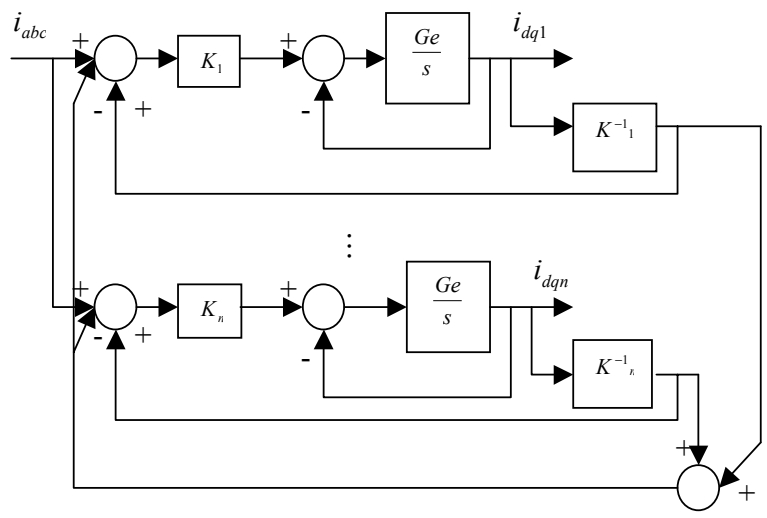 i_abc
+
K_1
+
Ge/s
i_dq1
- +
-
K^-1_1
⋮
+
K_n
+
Ge/s
i_dqn
- +
-
K^-1_n
+
+